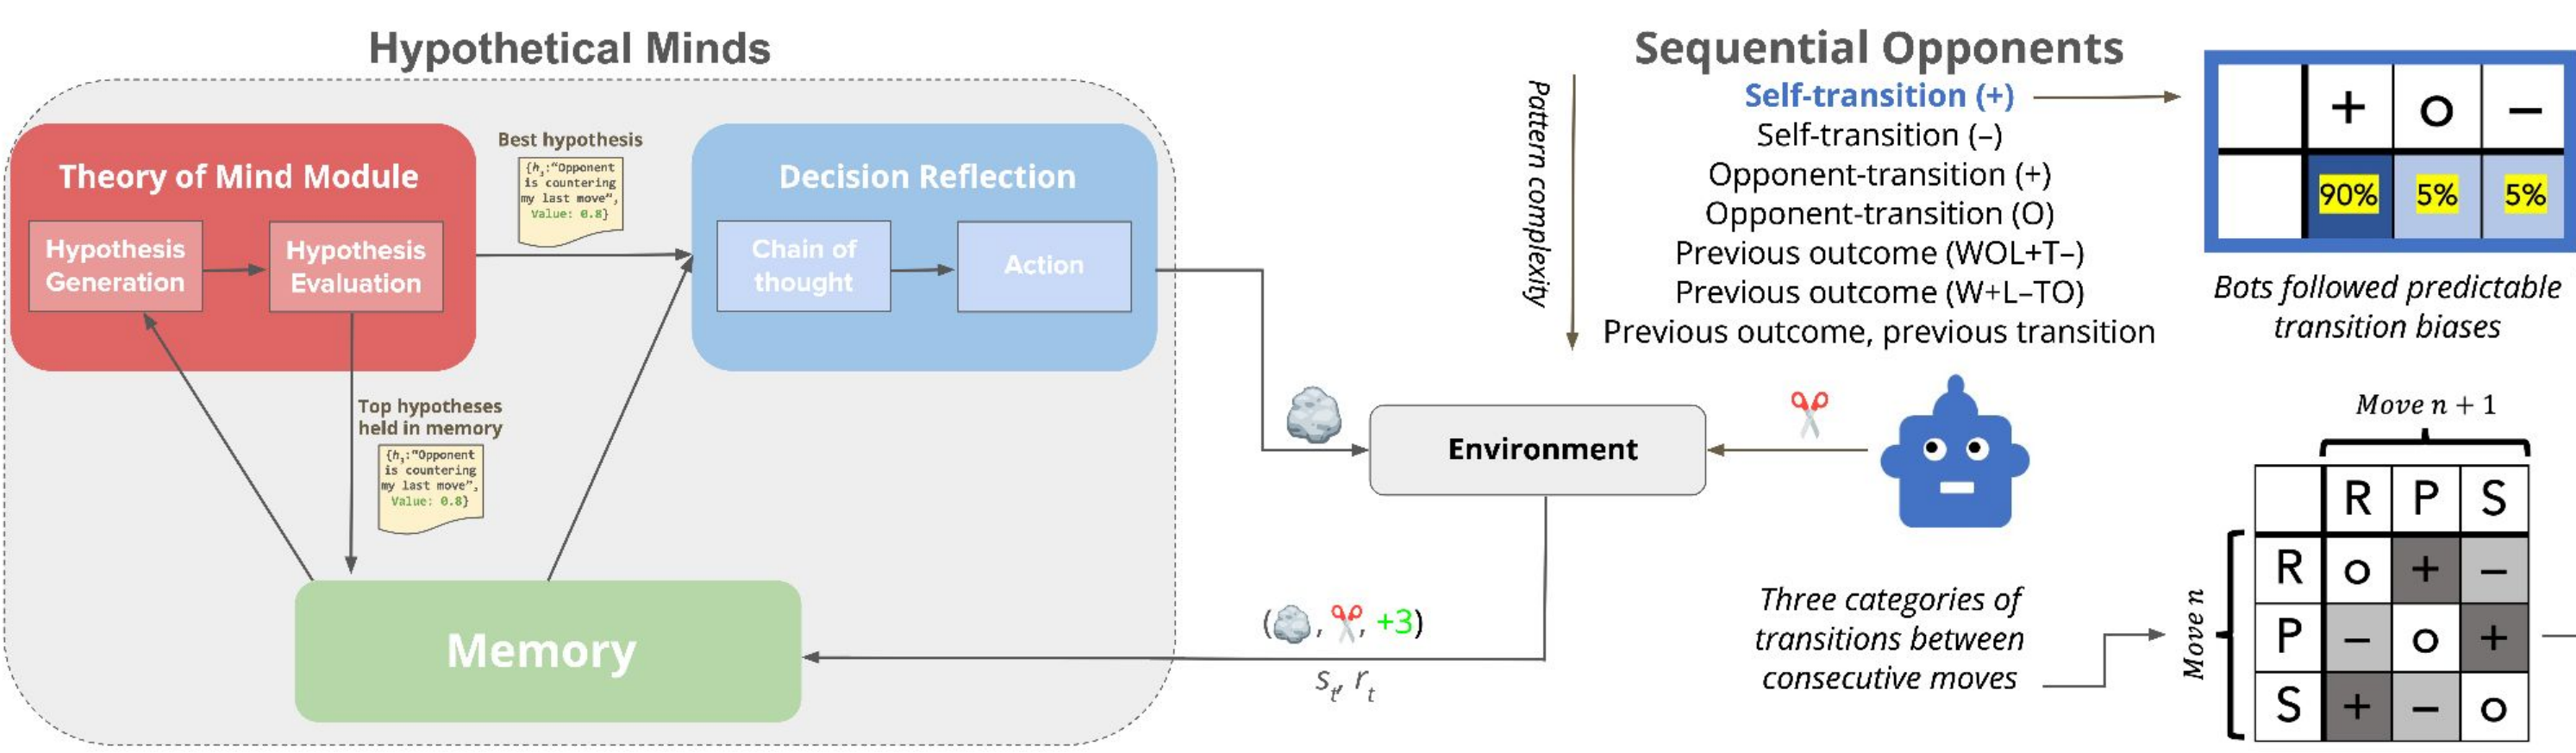 Hypothetical Minds
Theory of Mind Module
Hypothesis
Generation
Hypothesis
Evaluation
Best hypothesis
{h₁:“Opponent
is countering
my last move”,
Value: 0.8}
Decision Reflection
Chain of
thought
Action
Top hypotheses
held in memory
{h₁:“Opponent
is countering
my last move”,
Value: 0.8}
Memory
Sequential Opponents
Pattern complexity
Self-transition (+)
Self-transition (–)
Opponent-transition (+)
Opponent-transition (O)
Previous outcome (WOL+T–)
Previous outcome (W+L–TO)
Previous outcome, previous transition
Environment
( , , +3)
sₜ, rₜ
+ o –
90% 5% 5%
Bots followed predictable
transition biases
Three categories of
transitions between
consecutive moves
Move n + 1
Move n
R P S
R o + –
P – o +
S + – o